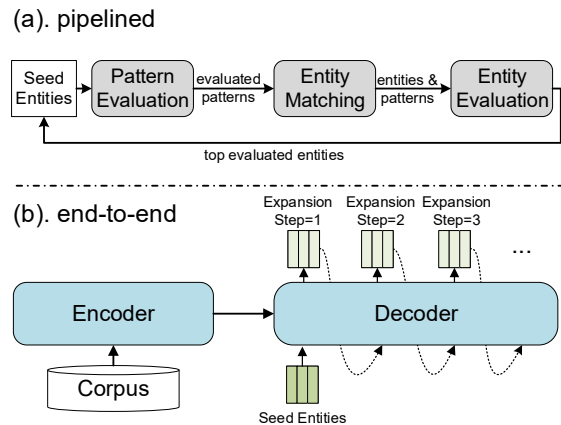 (a). pipelined
Seed
Entities
Pattern
Evaluation
evaluated
patterns
Entity
Matching
entities &
patterns
Entity
Evaluation
top evaluated entities
(b). end-to-end
Expansion
Step=1
Expansion
Step=2
Expansion
Step=3
...
Encoder
Decoder
Corpus
Seed Entities